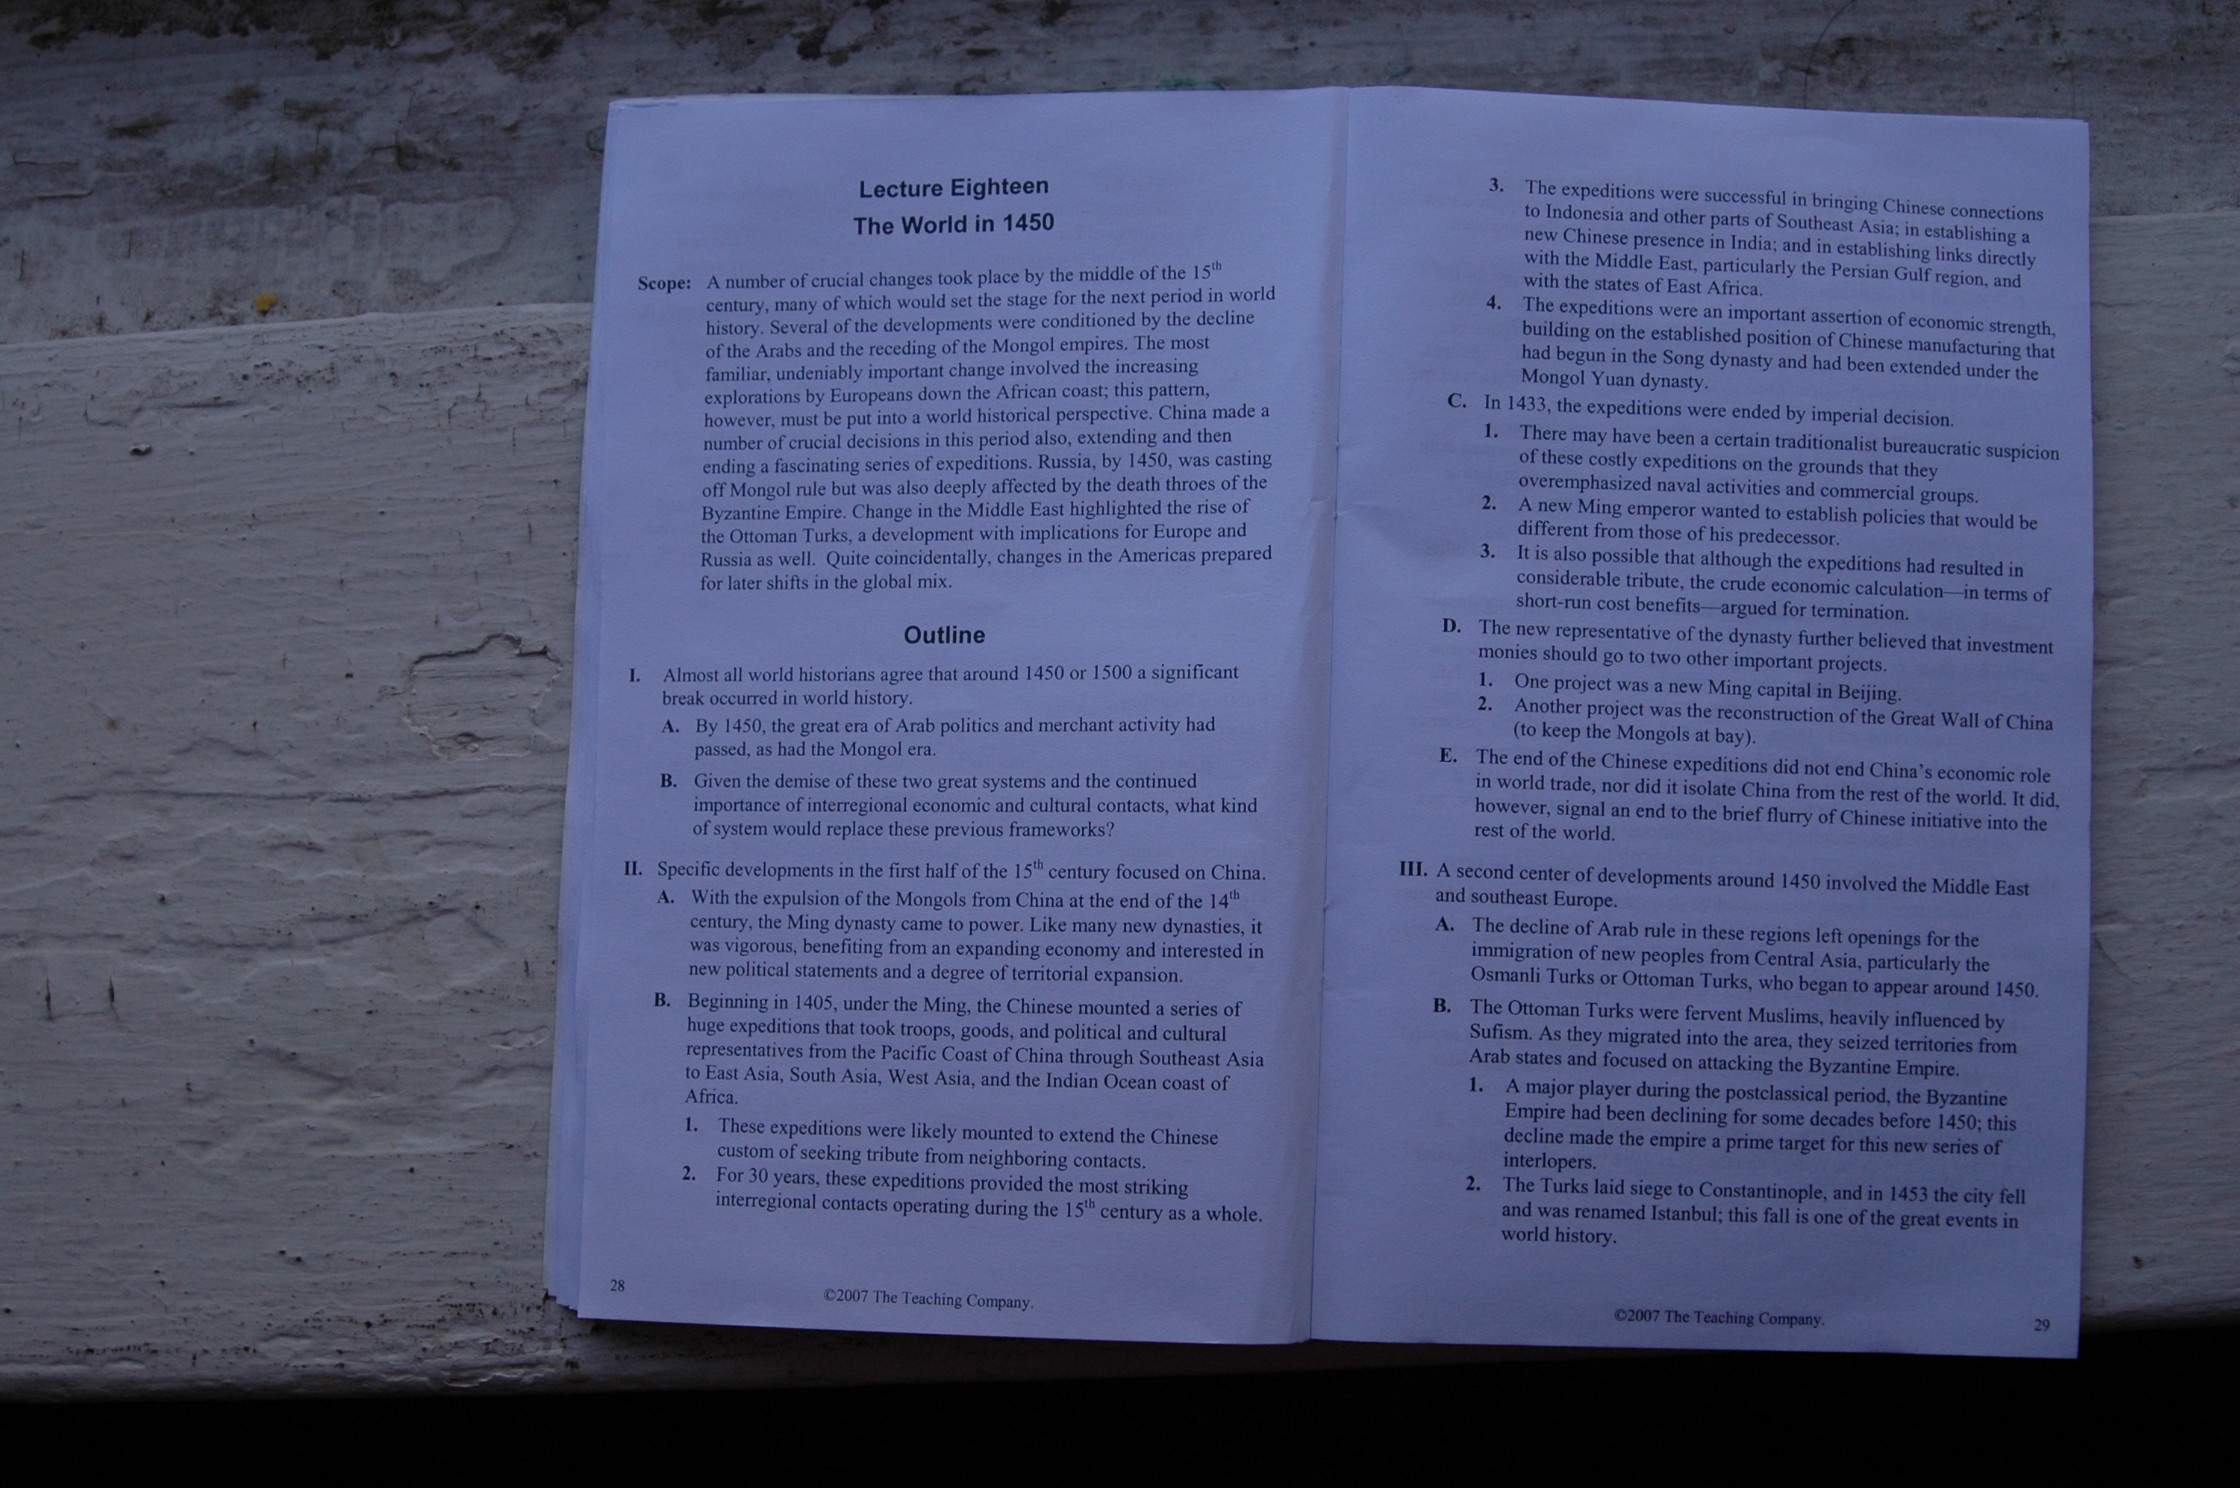 Lecture Eighteen
The World in 1450
Scope: A number of crucial changes took place by the middle of the 15th
century, many of which would set the stage for the next period in world
history. Several of the developments were conditioned by the decline
of the Arabs and the receding of the Mongol empires. The most
familiar, undeniably important change involved the increasing
explorations by Europeans down the African coast; this pattern,
however, must be put into a world historical perspective. China made a
number of crucial decisions in this period also, extending and then
ending a fascinating series of expeditions. Russia, by 1450, was casting
off Mongol rule but was also deeply affected by the death throes of the
Byzantine Empire. Change in the Middle East highlighted the rise of
the Ottoman Turks, a development with implications for Europe and
Russia as well. Quite coincidentally, changes in the Americas prepared
for later shifts in the global mix.
Outline
I. Almost all world historians agree that around 1450 or 1500 a significant
break occurred in world history.
A. By 1450, the great era of Arab politics and merchant activity had
passed, as had the Mongol era.
B. Given the demise of these two great systems and the continued
importance of interregional economic and cultural contacts, what kind
of system would replace these previous frameworks?
II. Specific developments in the first half of the 15th century focused on China.
A. With the expulsion of the Mongols from China at the end of the 14th
century, the Ming dynasty came to power. Like many new dynasties, it
was vigorous, benefiting from an expanding economy and interested in
new political statements and a degree of territorial expansion.
B. Beginning in 1405, under the Ming, the Chinese mounted a series of
huge expeditions that took troops, goods, and political and cultural
representatives from the Pacific Coast of China through Southeast Asia
to East Asia, South Asia, West Asia, and the Indian Ocean coast of
Africa.
1. These expeditions were likely mounted to extend the Chinese
custom of seeking tribute from neighboring contacts.
2. For 30 years, these expeditions provided the most striking
interregional contacts operating during the 15th century as a whole.
28
©2007 The Teaching Company.
3. The expeditions were successful in bringing Chinese connections
to Indonesia and other parts of Southeast Asia; in establishing a
new Chinese presence in India; and in establishing links directly
with the Middle East, particularly the Persian Gulf region, and
with the states of East Africa.
4. The expeditions were an important assertion of economic strength,
building on the established position of Chinese manufacturing that
had begun in the Song dynasty and had been extended under the
Mongol Yuan dynasty.
C. In 1433, the expeditions were ended by imperial decision.
1. There may have been a certain traditionalist bureaucratic suspicion
of these costly expeditions on the grounds that they
overemphasized naval activities and commercial groups.
2. A new Ming emperor wanted to establish policies that would be
different from those of his predecessor.
3. It is also possible that although the expeditions had resulted in
considerable tribute, the crude economic calculation—in terms of
short-run cost benefits—argued for termination.
D. The new representative of the dynasty further believed that investment
monies should go to two other important projects.
1. One project was a new Ming capital in Beijing.
2. Another project was the reconstruction of the Great Wall of China
(to keep the Mongols at bay).
E. The end of the Chinese expeditions did not end China's economic role
in world trade, nor did it isolate China from the rest of the world. It did,
however, signal an end to the brief flurry of Chinese initiative into the
rest of the world.
III. A second center of developments around 1450 involved the Middle East
and southeast Europe.
A. The decline of Arab rule in these regions left openings for the
immigration of new peoples from Central Asia, particularly the
Osmanli Turks or Ottoman Turks, who began to appear around 1450.
B. The Ottoman Turks were fervent Muslims, heavily influenced by
Sufism. As they migrated into the area, they seized territories from
Arab states and focused on attacking the Byzantine Empire.
1. A major player during the postclassical period, the Byzantine
Empire had been declining for some decades before 1450; this
decline made the empire a prime target for this new series of
interlopers.
2. The Turks laid siege to Constantinople, and in 1453 the city fell
and was renamed Istanbul; this fall is one of the great events in
world history.
©2007 The Teaching Company.
29